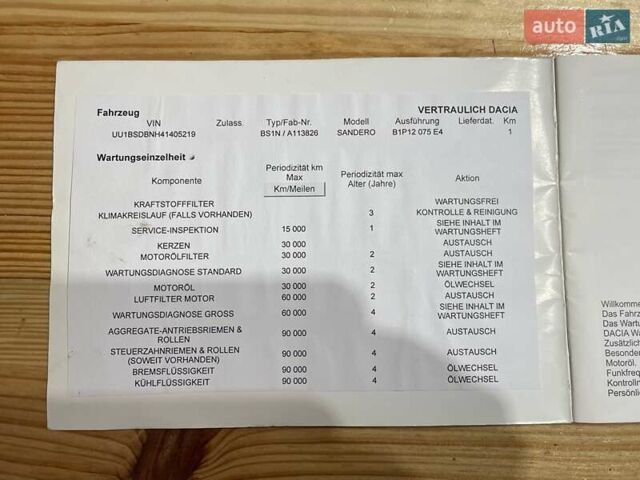 auto RIA
Fahrzeug VERTRAULICH DACIA
VIN Zulass. Typ/Fab-Nr. Modell Ausführung Lieferdat. Km
UU1BSDBNH41405219 BS1N / A113826 SANDERO B1P12 075 E4 1
Wartungseinzelheit
Komponente Periodizität km Max Km/Meilen Periodizität max Alter (Jahre) Aktion
KRAFTSTOFFFILTER WARTUNGSFREI
KLIMAKREISLAUF (FALLS VORHANDEN) 3 KONTROLLE & REINIGUNG
SERVICE-INSPEKTION 15 000 1 SIEHE INHALT IM WARTUNGSHEFT
KERZEN 30 000 AUSTAUSCH
MOTORÖLFILTER 30 000 2 AUSTAUSCH
WARTUNGSDIAGNOSE STANDARD 30 000 2 SIEHE INHALT IM WARTUNGSHEFT
MOTORÖL 30 000 2 ÖLWECHSEL
LUFTFILTER MOTOR 60 000 2 AUSTAUSCH
WARTUNGSDIAGNOSE GROSS 60 000 4 SIEHE INHALT IM WARTUNGSHEFT
AGGREGATE-ANTRIEBSRIEMEN & ROLLEN 90 000 4 AUSTAUSCH
STEUERZAHNRIEMEN & ROLLEN (SOWEIT VORHANDEN) 90 000 4 AUSTAUSCH
BREMSFLÜSSIGKEIT 90 000 4 ÖLWECHSEL
KÜHLFLÜSSIGKEIT 90 000 4 ÖLWECHSEL
Willkomme
Das Fahrz
Das Wartu
DACIA Wa
Zusätzlich
Besonder
Motoröl.
Funkfreq
Kontrollin
Persönli